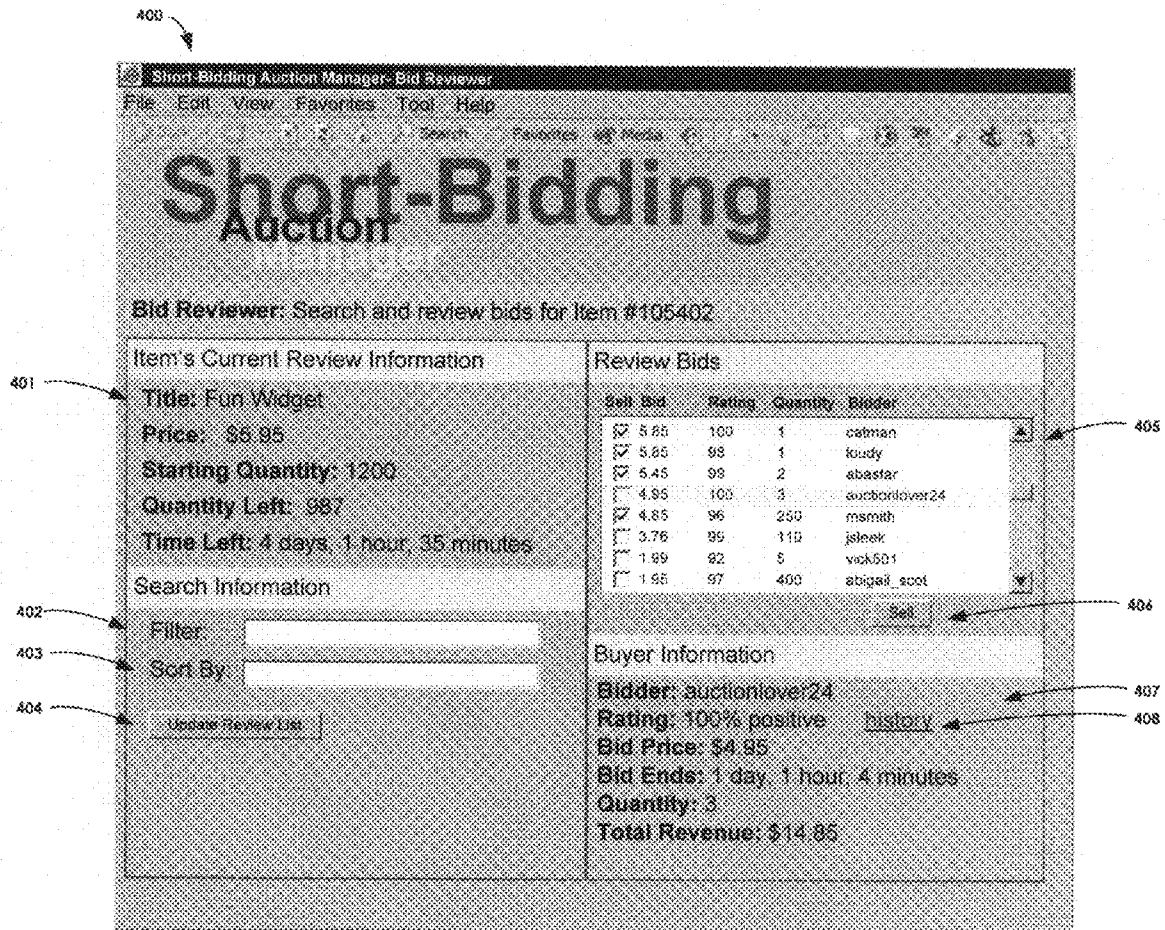 400
Short-Bidding Auction Manager- Bid Reviewer
File Edit View Favorites Tool Help
Search Favorites Media
Short-Bidding
Auction
Manager
Bid Reviewer: Search and review bids for Item #105402
Item's Current Review Information
401
Title: Fun Widget
Price: $5.95
Starting Quantity: 1200
Quantity Left: 987
Time Left: 4 days, 1 hour, 35 minutes
Search Information
402
Filter:
403
Sort By:
404
Update Review List
Review Bids
Sell Bid Rating Quantity Bidder
5.85 100 1 catman
405
5.85 98 1 loudy
5.45 99 2 abastar
4.95 100 3 auctionlover24
4.85 96 250 msmith
3.76 99 110 jsleek
1.99 92 5 vick501
1.95 97 400 abigail_scot
Sell
406
Buyer Information
Bidder: auctionlover24
407
Rating: 100% positive history
408
Bid Price: $4.95
Bid Ends: 1 day, 1 hour, 4 minutes
Quantity: 3
Total Revenue: $14.85